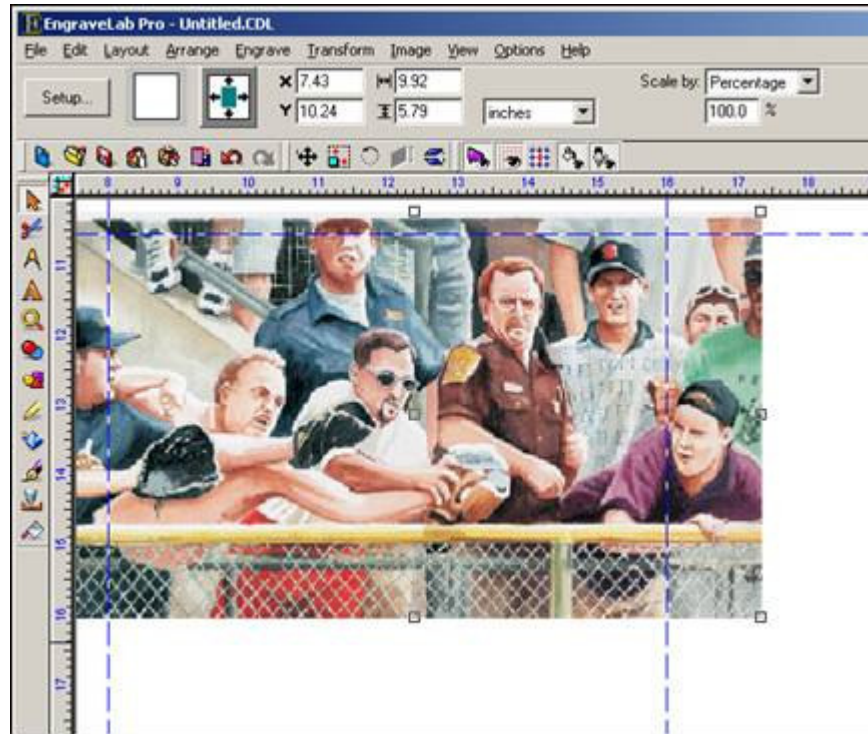 EngraveLab Pro - Untitled.CDL
File Edit Layout Arrange Engrave Transform Image View Options Help
Setup... X 7.43 9.92 Scale by: Percentage
Y 10.24 5.79 inches 100.0 %
8 9 10 11 12 13 14 15 16 17 18
11
12
13
14
15
16
17